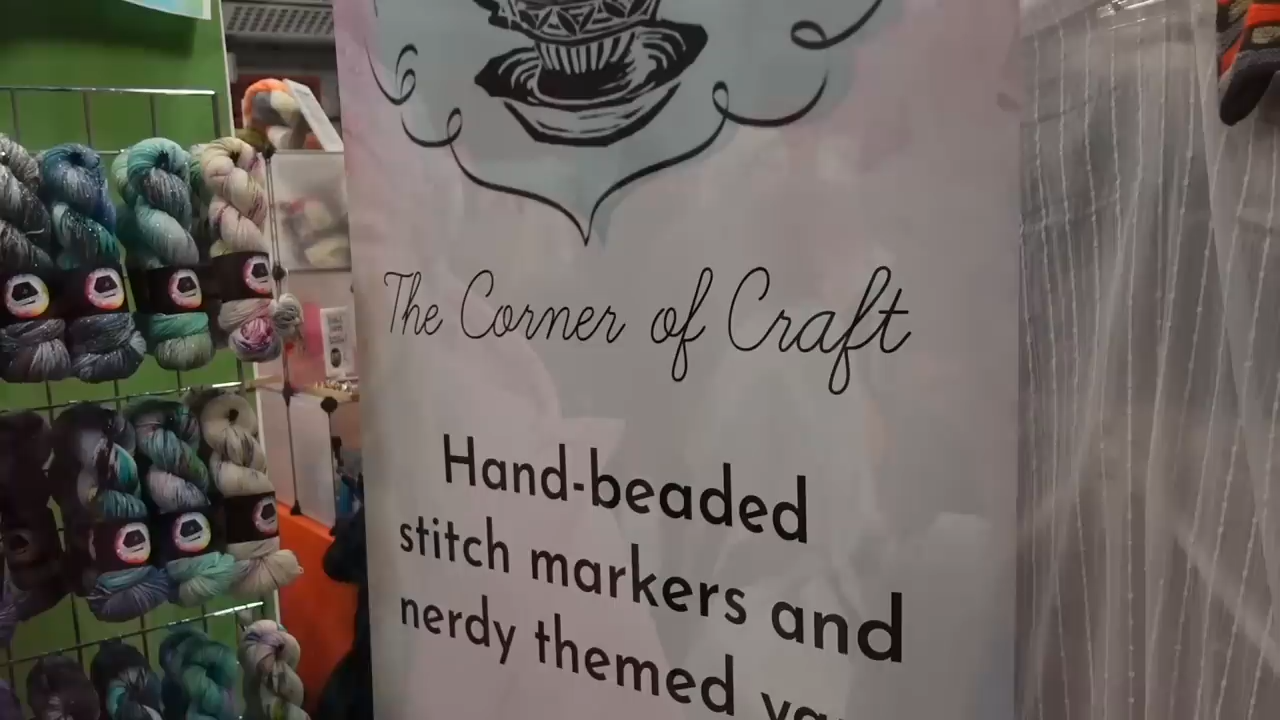 The Corner of Craft
Hand-beaded
stitch markers and
nerdy themed